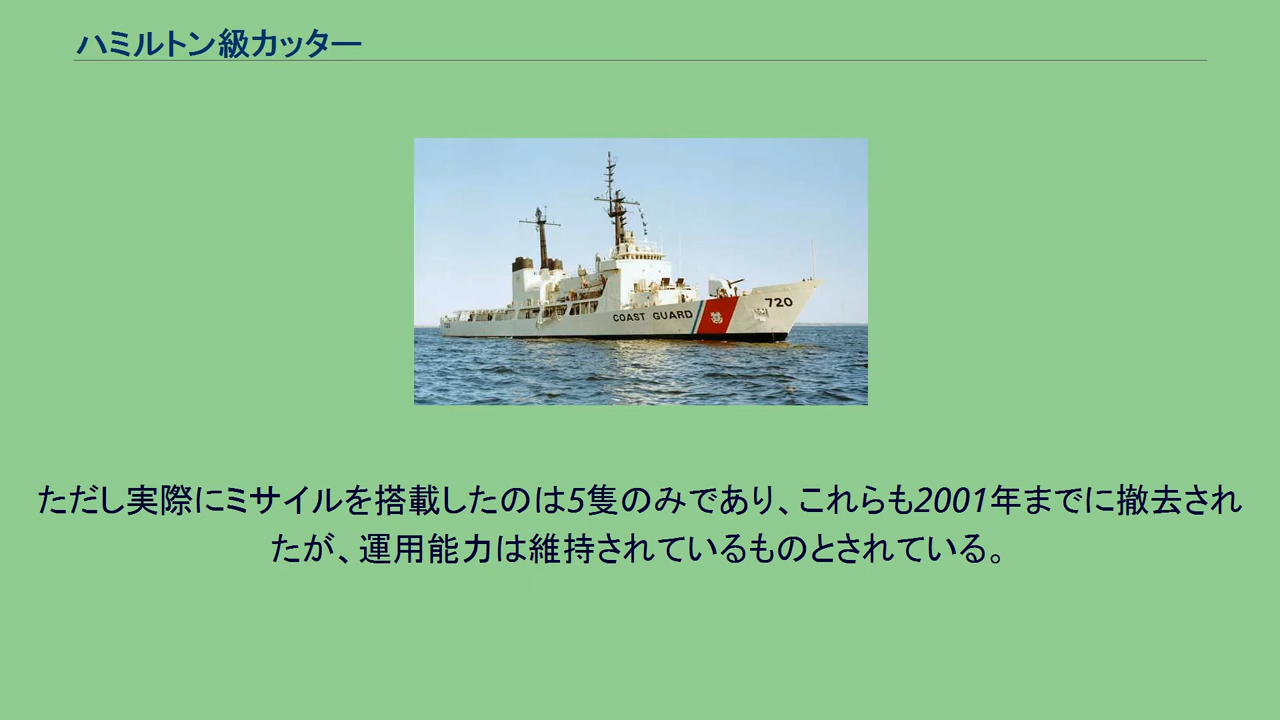 ハミルトン級カッター
COAST GUARD
720
ただし実際にミサイルを搭載したのは5隻のみであり、これらも2001年までに撤去され
たが、運用能力は維持されているものとされている。